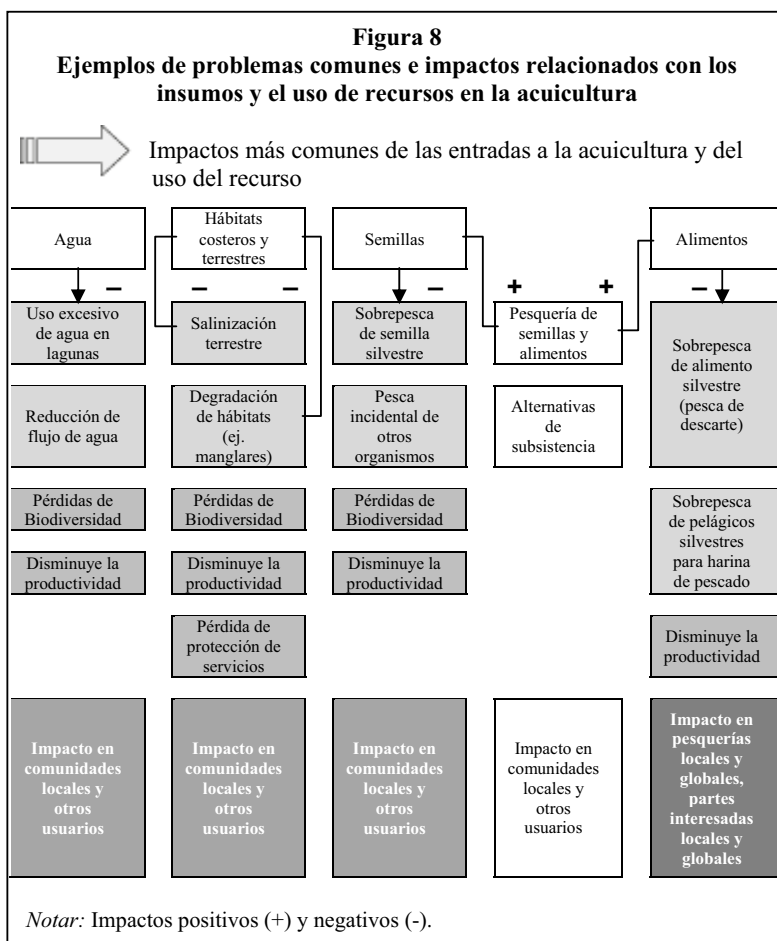 Figura 8
Ejemplos de problemas comunes e impactos relacionados con los
insumos y el uso de recursos en la acuicultura
Impactos más comunes de las entradas a la acuicultura y del
uso del recurso
Agua
Hábitats
costeros y
terrestres
Semillas
Alimentos
–
–
–
–
+
+
–
Uso excesivo
de agua en
lagunas
Salinización
terrestre
Sobrepesca
de semilla
silvestre
Pesquería de
semillas y
alimentos
Sobrepesca
de alimento
silvestre
(pesca de
descarte)
Reducción de
flujo de agua
Degradación
de hábitats
(ej.
manglares)
Pesca
incidental de
otros
organismos
Alternativas
de
subsistencia
Pérdidas de
Biodiversidad
Pérdidas de
Biodiversidad
Pérdidas de
Biodiversidad
Sobrepesca
de pelágicos
silvestres
para harina
de pescado
Disminuye la
productividad
Disminuye la
productividad
Disminuye la
productividad
Pérdida de
protección de
servicios
Disminuye la
productividad
Impacto en
comunidades
locales y
otros
usuarios
Impacto en
comunidades
locales y
otros
usuarios
Impacto en
comunidades
locales y
otros
usuarios
Impacto en
comunidades
locales y
otros
usuarios
Impacto en
pesquerías
locales y
globales,
partes
interesadas
locales y
globales
Notar: Impactos positivos (+) y negativos (-).